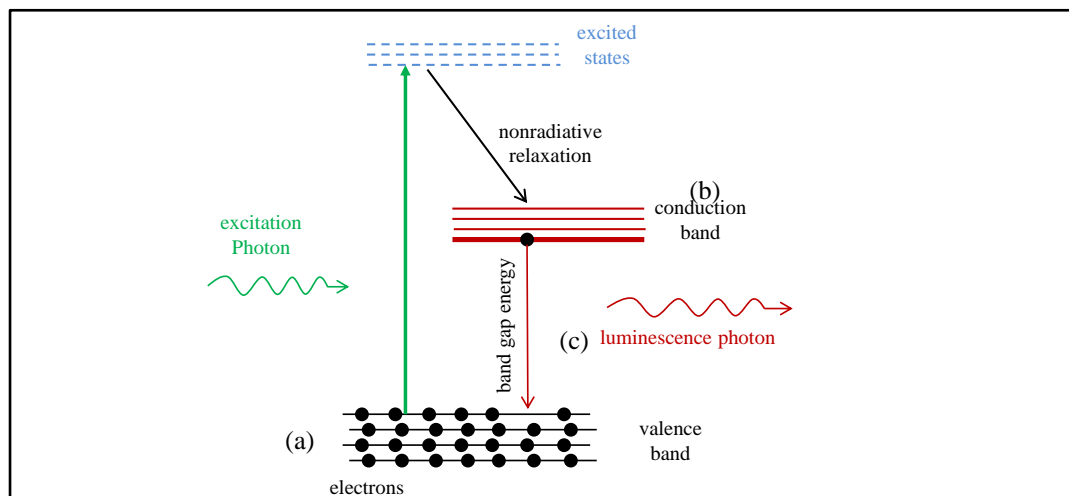 excited
states
nonradiative
relaxation
(b)
conduction
band
excitation
Photon
band gap energy
(c)
luminescence photon
(a)
valence
band
electrons